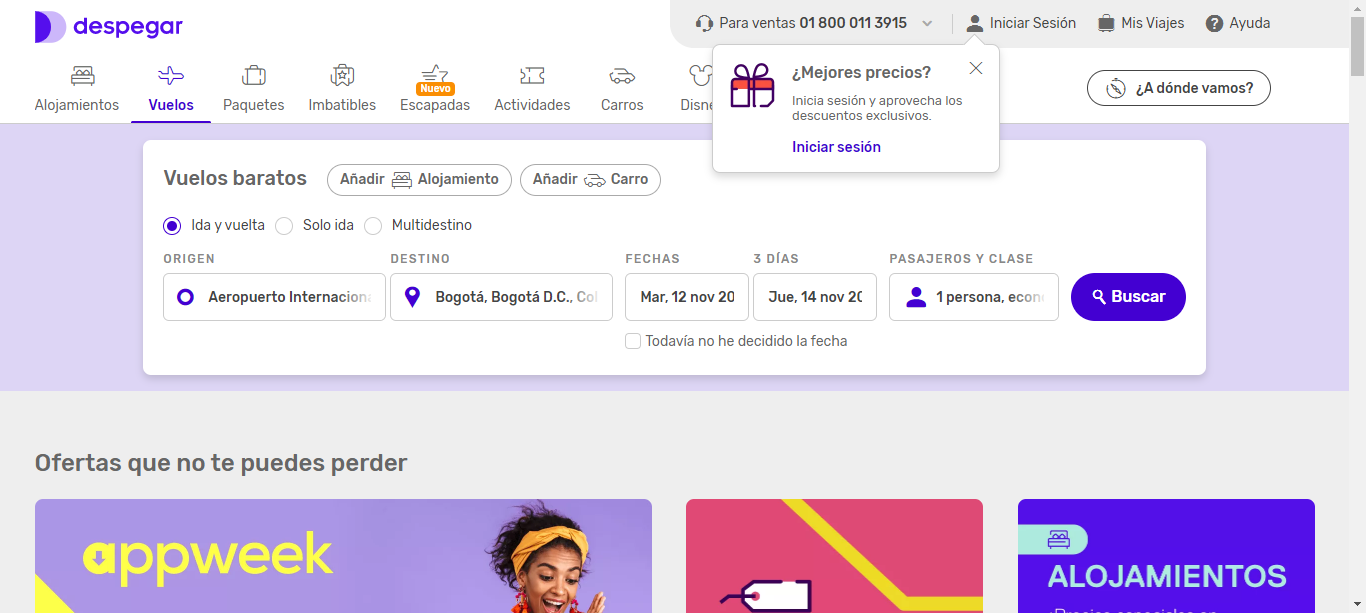 despegar
Para ventas 01 800 011 3915
Iniciar Sesión
Mis Viajes
Ayuda
Alojamientos
Vuelos
Paquetes
Imbatibles
Nuevo
Escapadas
Actividades
Carros
Disne
¿A dónde vamos?
¿Mejores precios?
Inicia sesión y aprovecha los
descuentos exclusivos.
Iniciar sesión
Vuelos baratos
Añadir Alojamiento
Añadir Carro
Ida y vuelta
Solo ida
Multidestino
ORIGEN
DESTINO
FECHAS
3 DÍAS
PASAJEROS Y CLASE
Aeropuerto Internaciona
Bogotá, Bogotá D.C., Col
Mar, 12 nov 20
Jue, 14 nov 20
1 persona, econ
Buscar
Todavía no he decidido la fecha
Ofertas que no te puedes perder
appweek
ALOJAMIENTOS